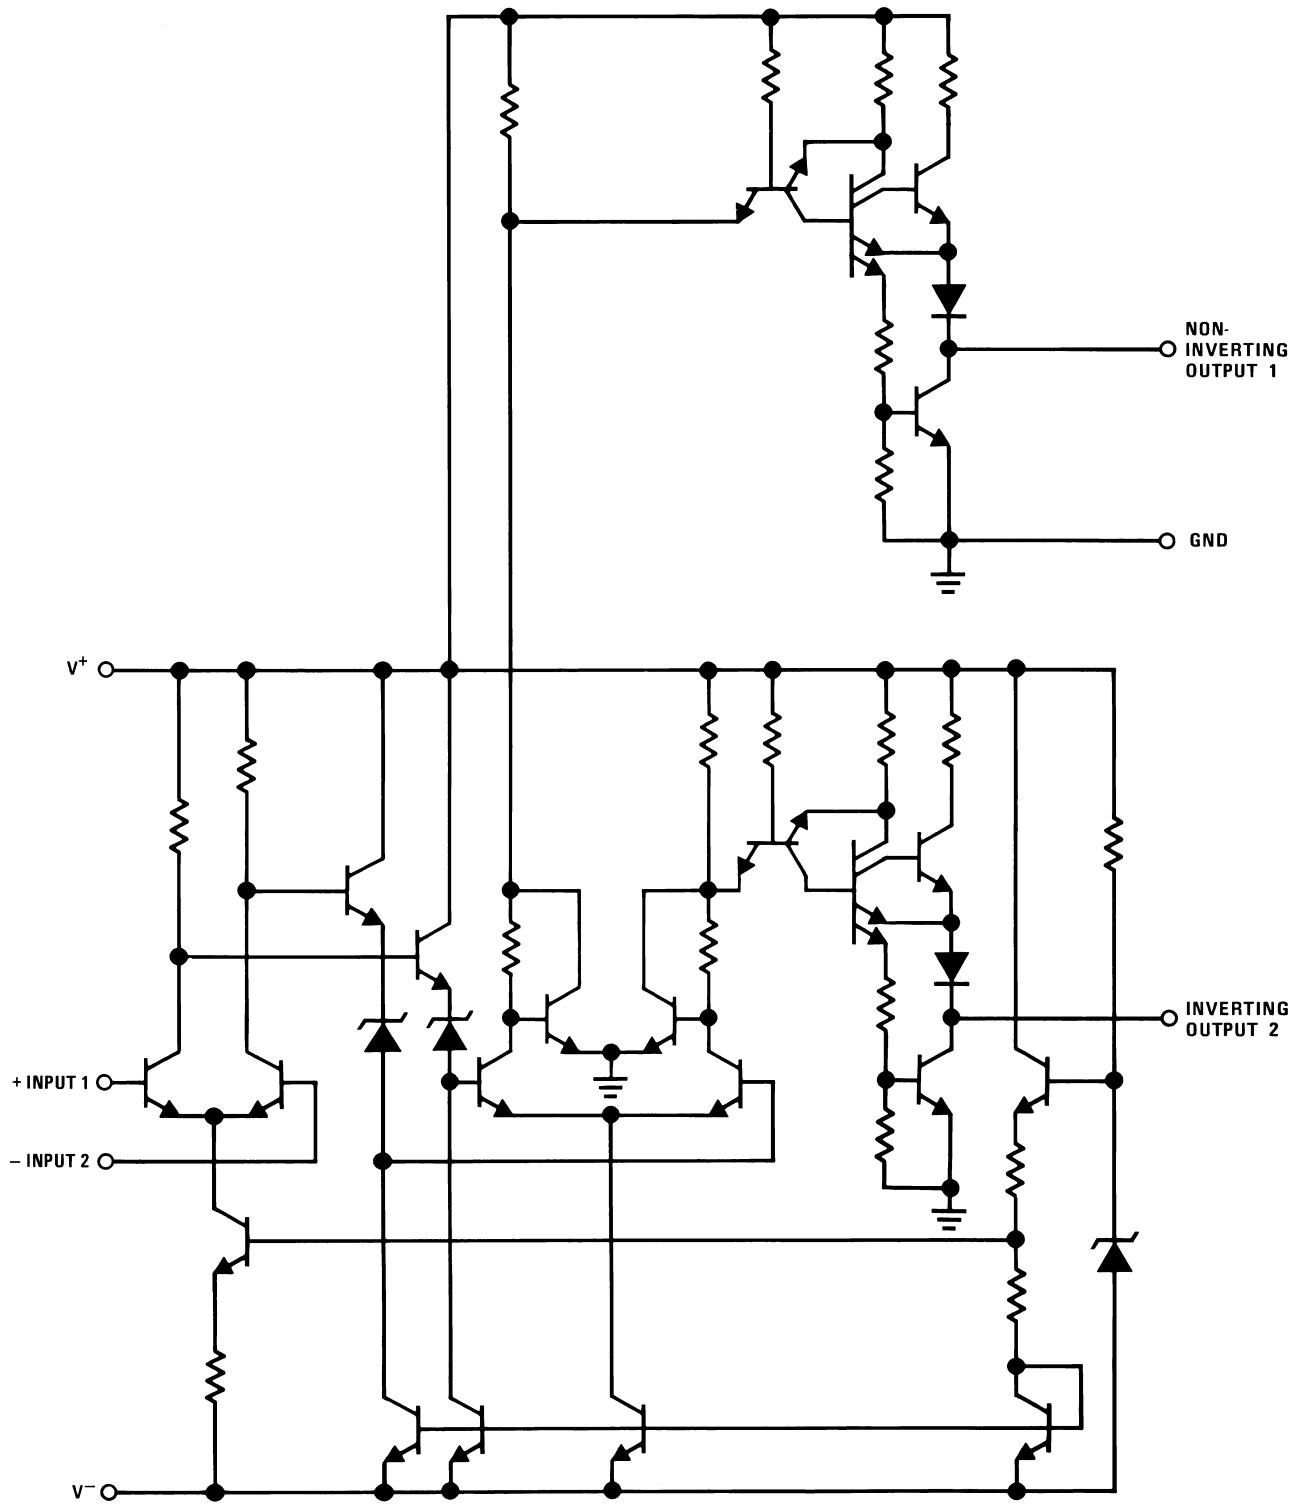 NON-
INVERTING
OUTPUT 1
GND
V+
INVERTING
OUTPUT 2
+ INPUT 1
– INPUT 2
V–